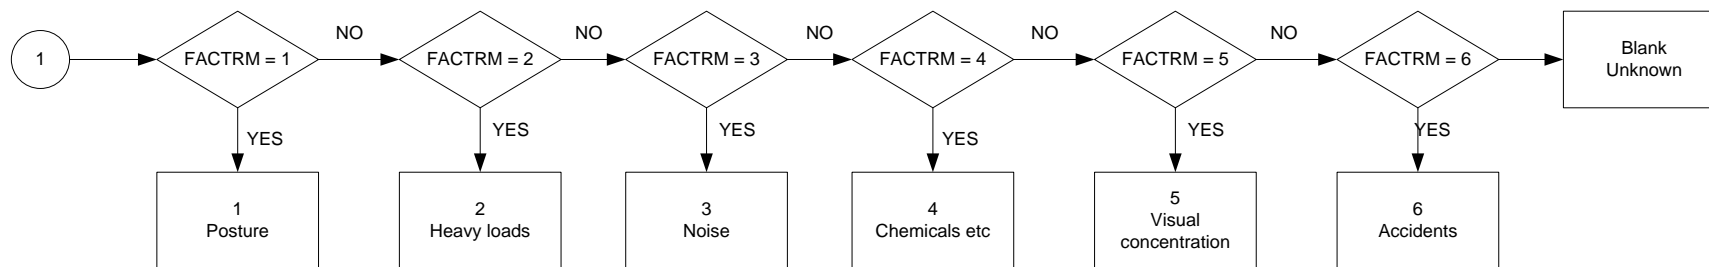 1
FACTRM = 1
NO
FACTRM = 2
NO
FACTRM = 3
NO
FACTRM = 4
NO
FACTRM = 5
NO
FACTRM = 6
Blank
Unknown
YES
YES
YES
YES
YES
YES
1
Posture
2
Heavy loads
3
Noise
4
Chemicals etc
5
Visual
concentration
6
Accidents